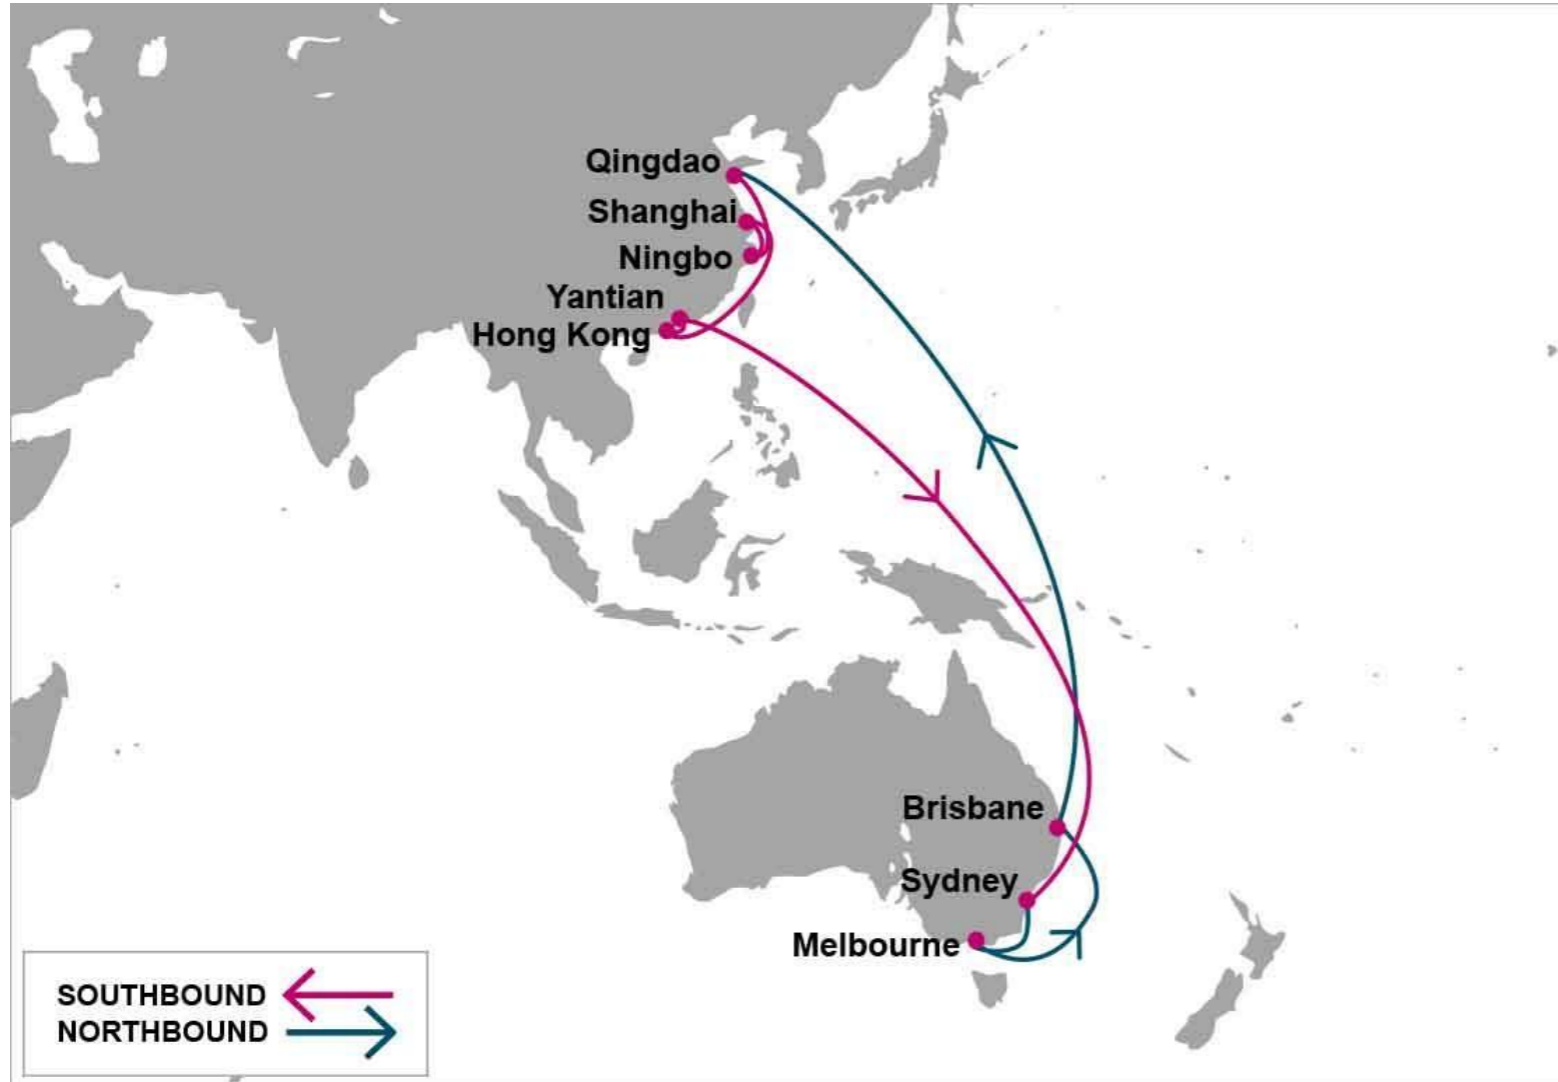 Qingdao
Shanghai
Ningbo
Yantian
Hong Kong
Brisbane
Sydney
Melbourne
SOUTHBOUND
NORTHBOUND